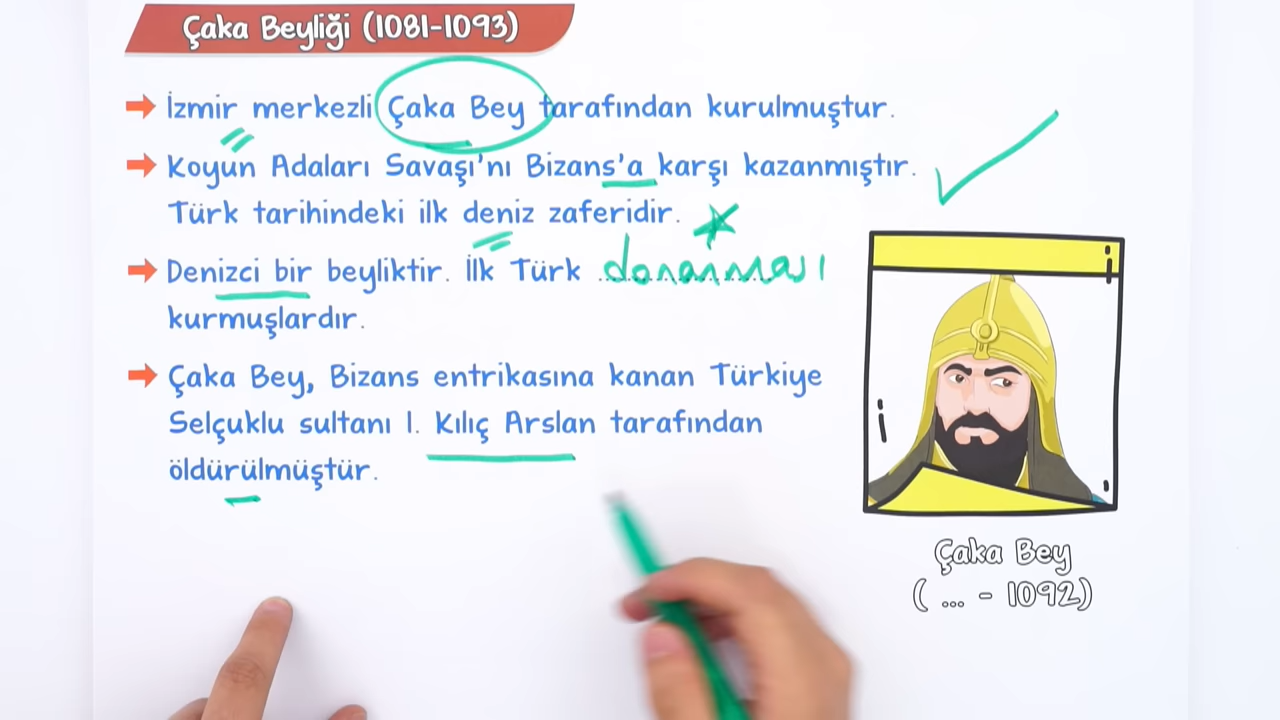 Çaka Beyliği (1081-1093)
İzmir merkezli Çaka Bey tarafından kurulmuştur.
Koyun Adaları Savaşı'nı Bizans'a karşı kazanmıştır.
Türk tarihindeki ilk deniz zaferidir.
Denizci bir beyliktir. İlk Türk donanması
kurmuşlardır.
Çaka Bey, Bizans entrikasına kanan Türkiye
Selçuklu sultanı I. Kılıç Arslan tarafından
öldürülmüştür.
Çaka Bey
( ... - 1092)